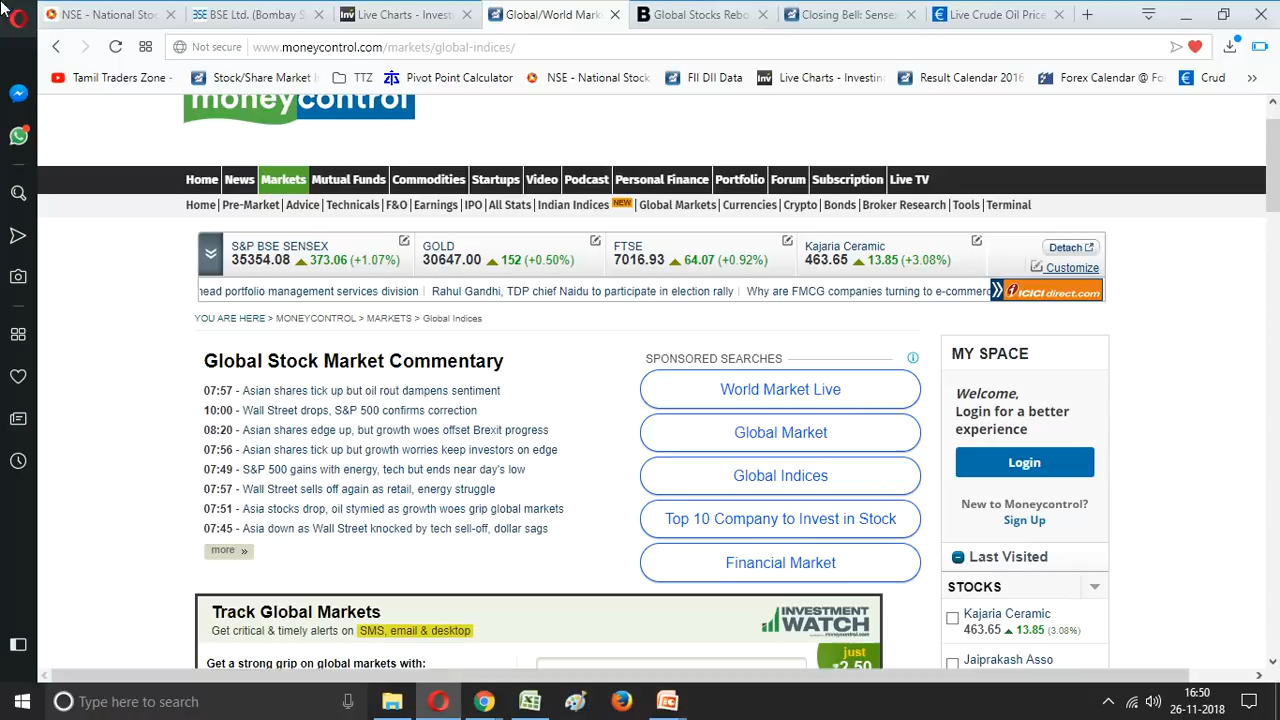 NSE - National Stoc
BSE Ltd. (Bombay S
Inv Live Charts - Invest
Global/World Marke
B Global Stocks Rebo
Closing Bell: Sensex
Live Crude Oil Price
Not secure www.moneycontrol.com/markets/global-indices/
Tamil Traders Zone - Stock/Share Market TTZ Pivot Point Calculator NSE - National Stock FII DII Data Inv Live Charts - Investin Result Calendar 2016 Forex Calendar @ Fo Crud »
moneycontrol
Home News Markets Mutual Funds Commodities Startups Video Podcast Personal Finance Portfolio Forum Subscription Live TV
Home Pre-Market Advice Technicals F&O Earnings IPO All Stats Indian Indices NEW Global Markets Currencies Crypto Bonds Broker Research Tools Terminal
S&P BSE SENSEX
35354.08 373.06 (+1.07%)
GOLD
30647.00 152 (+0.50%)
FTSE
7016.93 64.07 (+0.92%)
Kajaria Ceramic
463.65 13.85 (+3.08%)
Detach
Customize
head portfolio management services division | Rahul Gandhi, TDP chief Naidu to participate in election rally | Why are FMCG companies turning to e-commerc
ICICI direct.com
YOU ARE HERE > MONEYCONTROL > MARKETS > Global Indices
Global Stock Market Commentary
07:57 - Asian shares tick up but oil rout dampens sentiment
10:00 - Wall Street drops, S&P 500 confirms correction
08:20 - Asian shares edge up, but growth woes offset Brexit progress
07:56 - Asian shares tick up but growth worries keep investors on edge
07:49 - S&P 500 gains with energy, tech but ends near day's low
07:57 - Wall Street sells off again as retail, energy struggle
07:51 - Asia stocks drop, oil stymied as growth woes grip global markets
07:45 - Asia down as Wall Street knocked by tech sell-off, dollar sags
more »
SPONSORED SEARCHES
World Market Live
Global Market
Global Indices
Top 10 Company to Invest in Stock
Financial Market
MY SPACE
Welcome,
Login for a better
experience
Login
New to Moneycontrol?
Sign Up
Last Visited
STOCKS
Kajaria Ceramic
463.65 13.85 (3.08%)
Jaiprakash Asso
Track Global Markets
Get critical & timely alerts on SMS, email & desktop
INVESTMENT
WATCH
Get a strong grip on global markets with:
just
2.50
Type here to search
16:50
26-11-2018